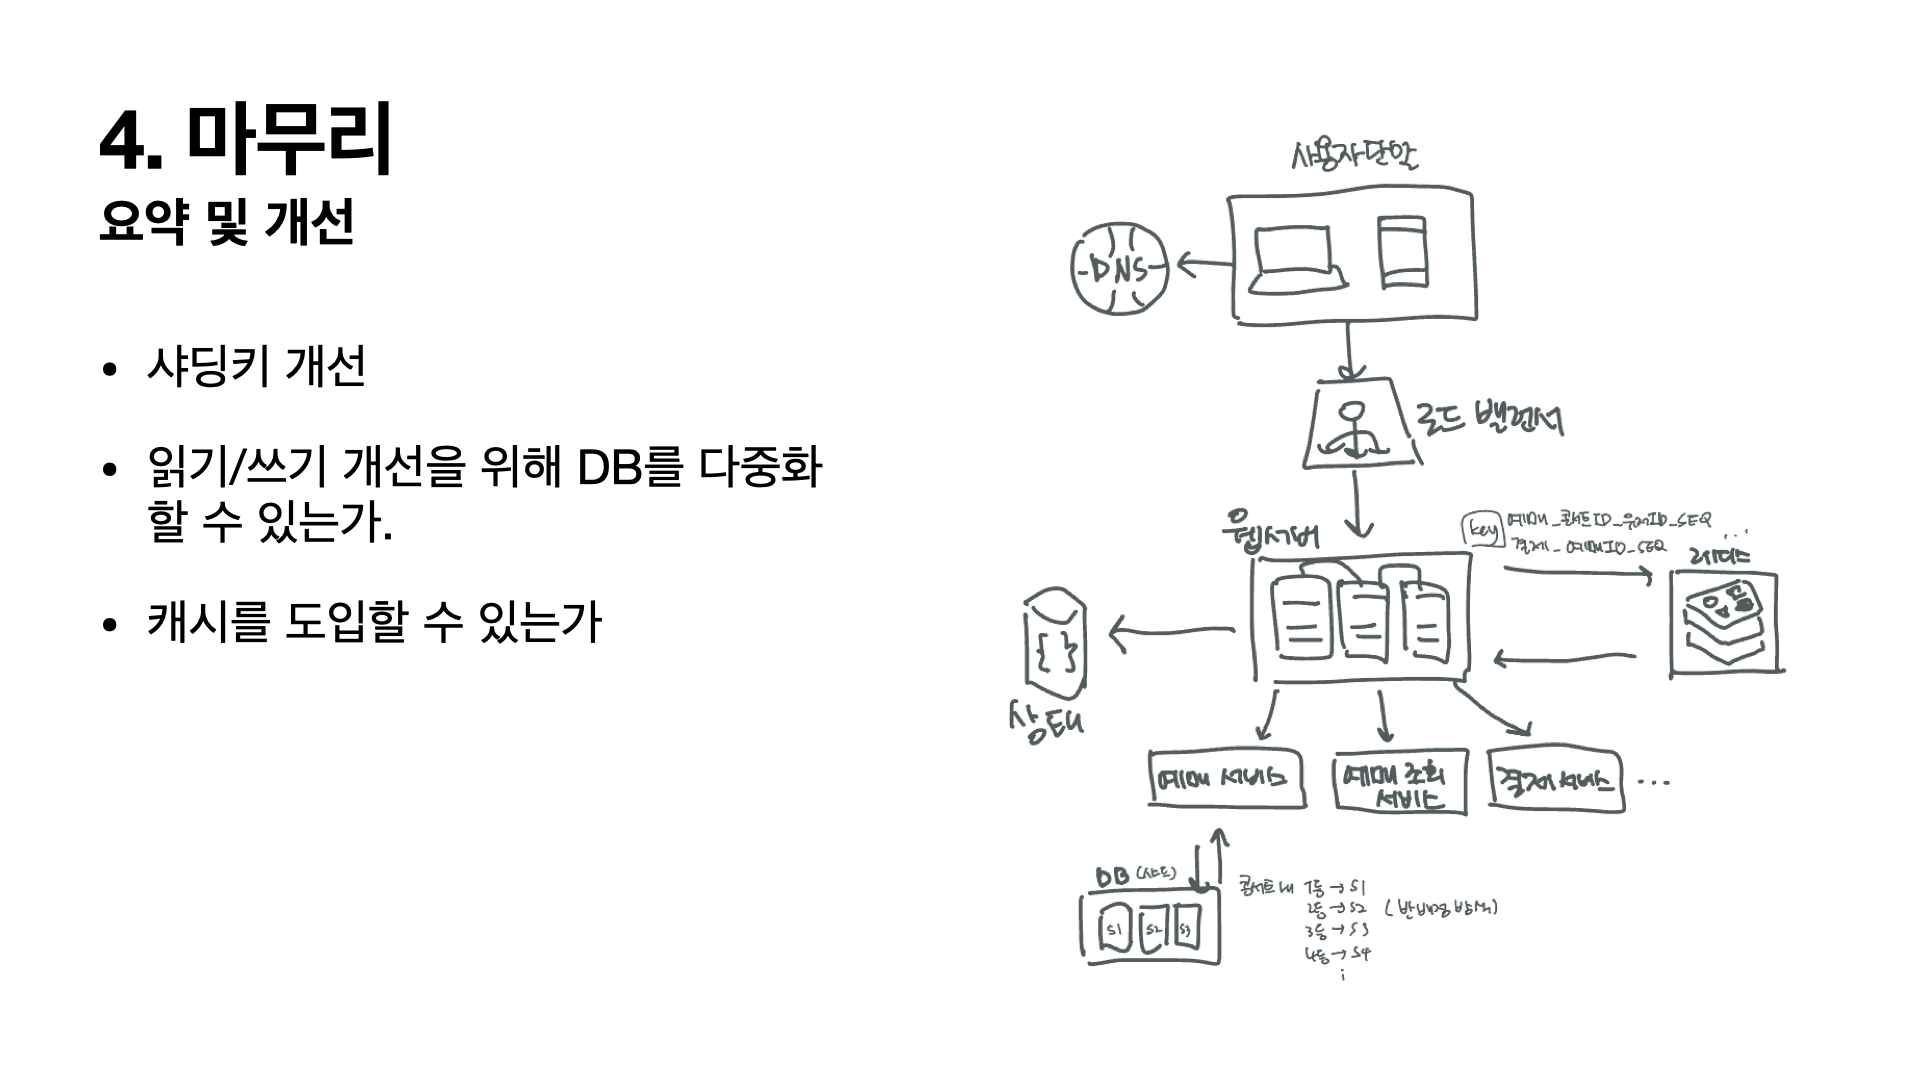 4. 마무리
요약 및 개선
• 샤딩키 개선
• 읽기/쓰기 개선을 위해 DB를 다중화
할 수 있는가.
• 캐시를 도입할 수 있는가
사용자단말
DNS
로드 밸런서
웹서버
key
예매_콘서트ID_유저ID_SEQ
결제_예매ID_SEQ
...
레디스
{ }
상태
예매 서비스
예매 조회
서비스
결제 서비스
...
DB (샤드)
S1 S2 S3
콘서트 내 1등 → S1
2등 → S2
3등 → S3
4등 → S4